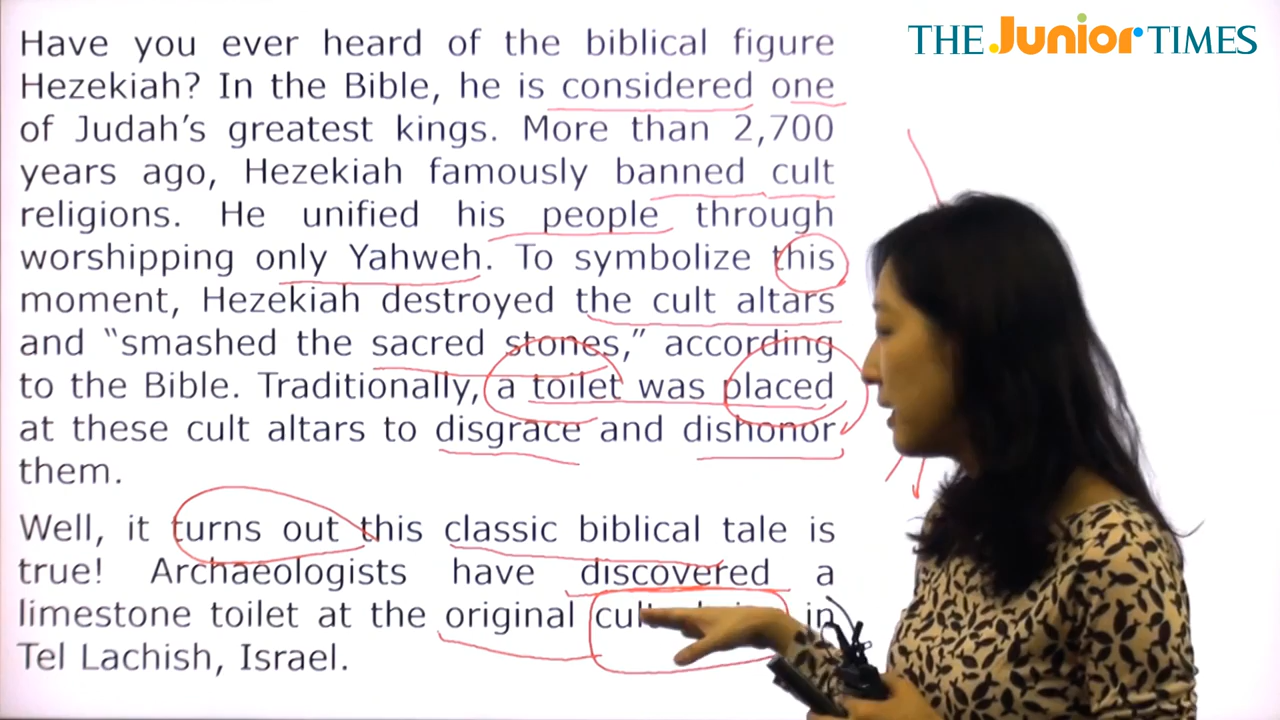 THE Junior TIMES
Have you ever heard of the biblical figure
Hezekiah? In the Bible, he is considered one
of Judah’s greatest kings. More than 2,700
years ago, Hezekiah famously banned cult
religions. He unified his people through
worshipping only Yahweh. To symbolize this
moment, Hezekiah destroyed the cult altars
and “smashed the sacred stones,” according
to the Bible. Traditionally, a toilet was placed
at these cult altars to disgrace and dishonor
them.
Well, it turns out this classic biblical tale is
true! Archaeologists have discovered a
limestone toilet at the original cult in
Tel Lachish, Israel.